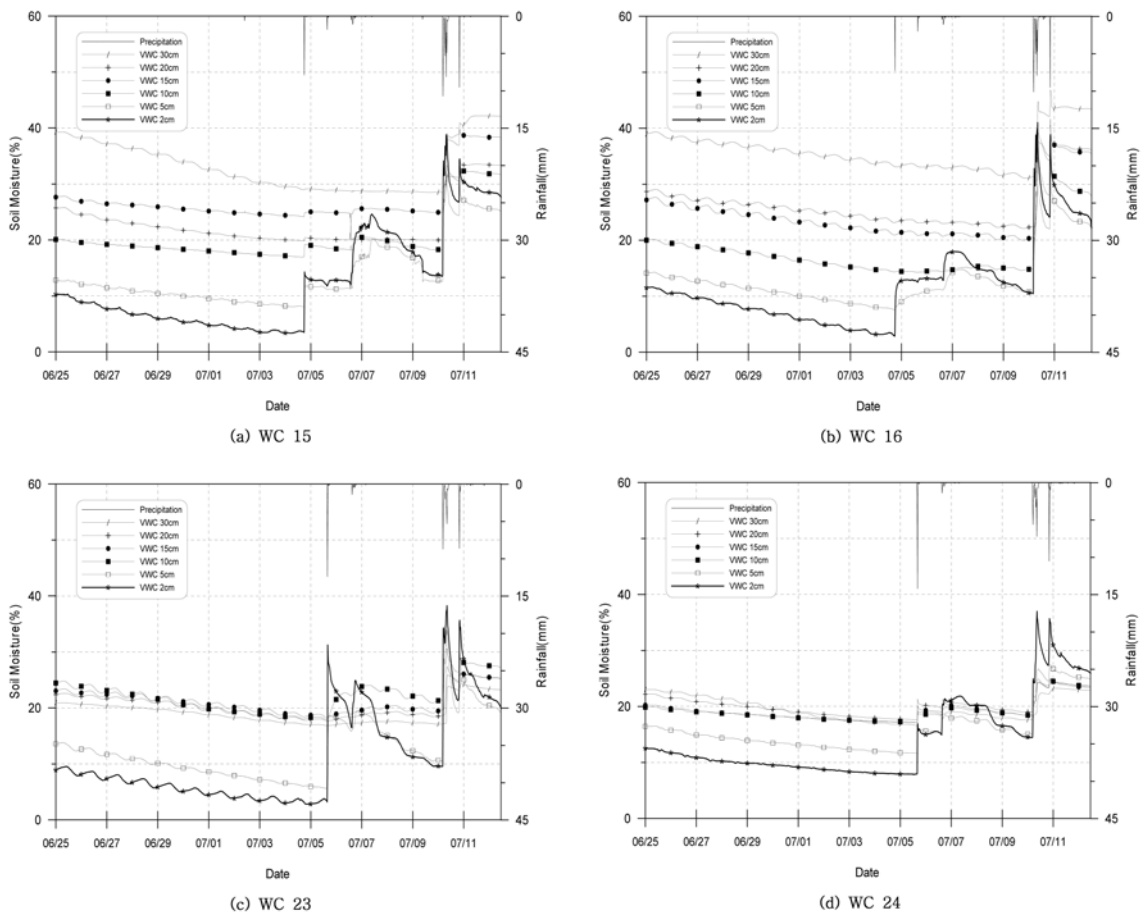 60
40
20
0
Soil Moisture(%)
0
15
30
45
Rainfall(mm)
Precipitation
VWC 30cm
VWC 20cm
VWC 15cm
VWC 10cm
VWC 5cm
VWC 2cm
06/25 06/27 06/29 07/01 07/03 07/05 07/07 07/09 07/11
Date
(a) WC 15
60
40
20
0
Soil Moisture(%)
0
15
30
45
Rainfall(mm)
Precipitation
VWC 30cm
VWC 20cm
VWC 15cm
VWC 10cm
VWC 5cm
VWC 2cm
06/25 06/27 06/29 07/01 07/03 07/05 07/07 07/09 07/11
Date
(b) WC 16
60
40
20
0
Soil Moisture(%)
0
15
30
45
Rainfall(mm)
Precipitation
VWC 30cm
VWC 20cm
VWC 15cm
VWC 10cm
VWC 5cm
VWC 2cm
06/25 06/27 06/29 07/01 07/03 07/05 07/07 07/09 07/11
Date
(c) WC 23
60
40
20
0
Soil Moisture(%)
0
15
30
45
Rainfall(mm)
Precipitation
VWC 30cm
VWC 20cm
VWC 15cm
VWC 10cm
VWC 5cm
VWC 2cm
06/25 06/27 06/29 07/01 07/03 07/05 07/07 07/09 07/11
Date
(d) WC 24